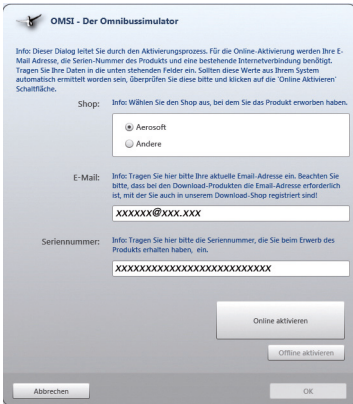 OMSI - Der Omnibussimulator
Info: Dieser Dialog leitet Sie durch den Aktivierungsprozess. Für die Online-Aktivierung werden Ihre E-
Mail Adresse, die Serien-Nummer des Produkts und eine bestehende Internetverbindung benötigt.
Tragen Sie Ihre Daten in die unten stehenden Felder ein. Sollten diese Werte aus Ihrem System
automatisch ermittelt worden sein, überprüfen Sie diese bitte und klicken auf die 'Online Aktivieren'
Schaltfläche.
Shop: Info: Wählen Sie den Shop aus, bei dem Sie das Produkt erworben haben.
Aerosoft
Andere
E-Mail: Info: Tragen Sie hier bitte Ihre aktuelle Email-Adresse ein. Beachten Sie
bitte, dass bei den Download-Produkten die Email-Adresse erforderlich
ist, mit der Sie auch in unserem Download-Shop registriert sind!
xxxxxx@xxx.xxx
Seriennummer: Info: Tragen Sie hier bitte die Seriennummer, die Sie beim Erwerb des
Produkts erhalten haben, ein.
XXXXXXXXXXXXXXXXXXXXXXXXXX
Online aktivieren
Offline aktivieren
Abbrechen OK